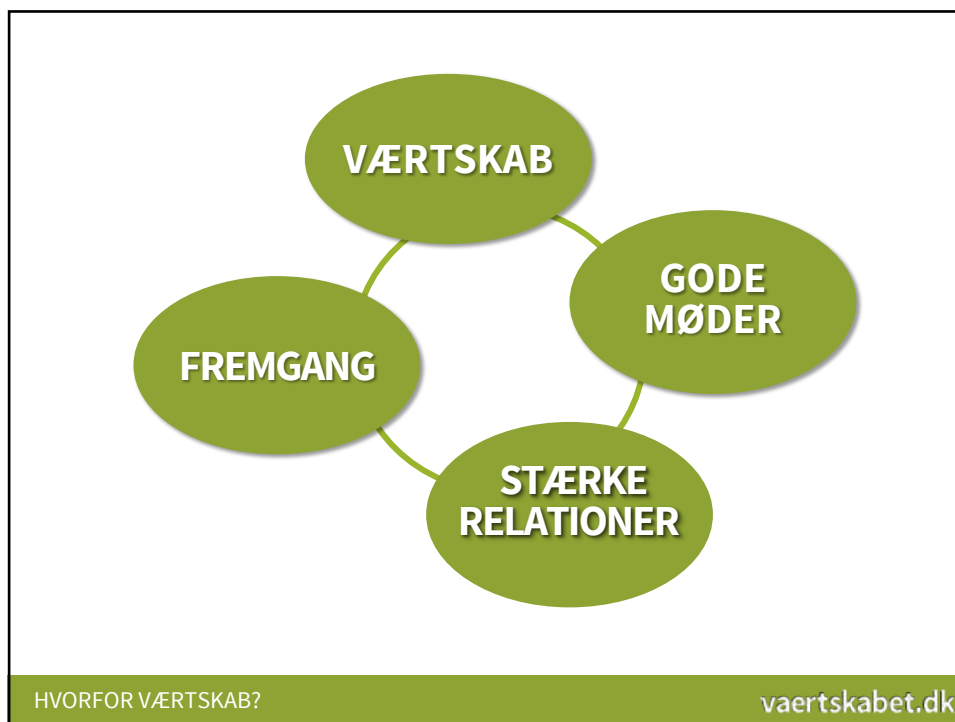 VÆRTSKAB
GODE
MØDER
STÆRKE
RELATIONER
FREMGANG
HVORFOR VÆRTSKAB?
vaertskabet.dk